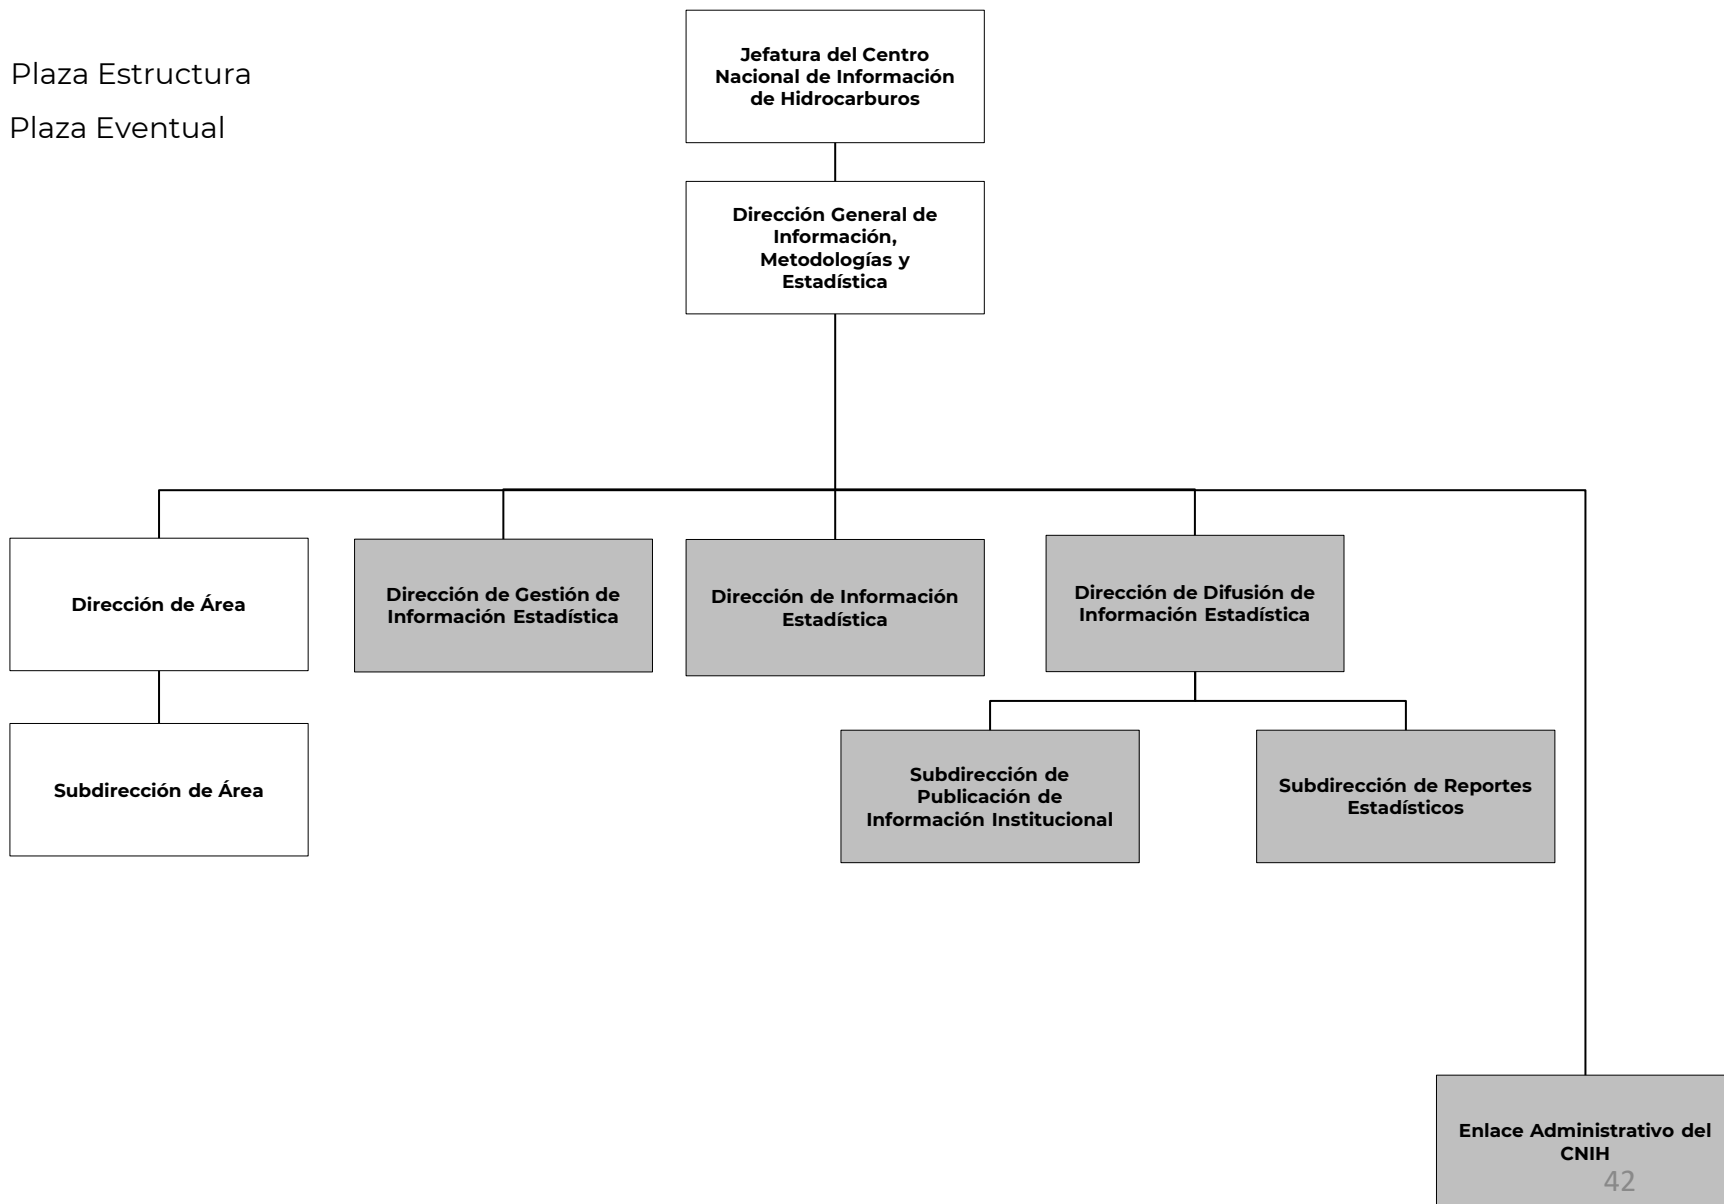 Plaza Estructura
Plaza Eventual
Jefatura del Centro
Nacional de Información
de Hidrocarburos
Dirección General de
Información,
Metodologías y
Estadística
Dirección de Área
Dirección de Gestión de
Información Estadística
Dirección de Información
Estadística
Dirección de Difusión de
Información Estadística
Subdirección de Área
Subdirección de
Publicación de
Información Institucional
Subdirección de Reportes
Estadísticos
Enlace Administrativo del
CNIH
42